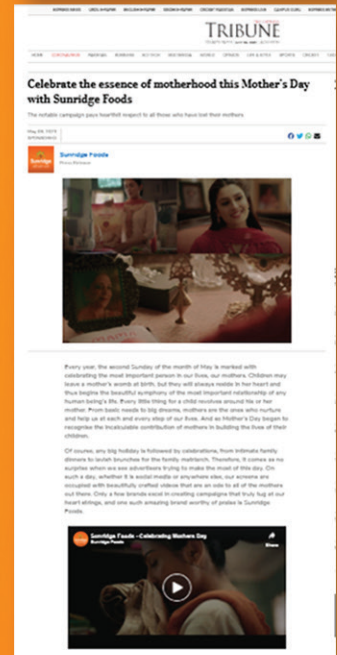 THE EXPRESS
TRIBUNE
Celebrate the essence of motherhood this Mother's Day
with Sunridge Foods
The notable campaign pays heartfelt respect to all those who have lost their mothers
Sunridge Foods
Press Release
Sunridge
Every year, the second Sunday of the month of May is marked with
celebrating the most important person in our lives, our mothers. Children may
leave a mother's womb at birth, but they will always reside in her heart and
thus begins the beautiful symphony of the most important relationship of any
human being's life. Every little thing for a child revolves around his or her
mother. From basic needs to big dreams, mothers are the ones who nurture
and help us at each and every step of our lives. And so Mother's Day began to
recognise the incalculable contribution of mothers in building the lives of their
children.
Of course, any big holiday is followed by celebrations, from intimate family
dinners to lavish brunches for the family matriarch. Therefore, it comes as no
surprise when we see advertisers trying to make the most of this day. On
such a day, whether it is social media or anywhere else, our screens are
occupied with beautifully crafted videos that are an ode to all of the mothers
out there. Only a few brands excel in creating campaigns that truly tug at our
heart strings, and one such amazing brand worthy of praise is Sunridge
Foods.
Sunridge Foods - Celebrating Mothers Day
Sunridge Foods
Share